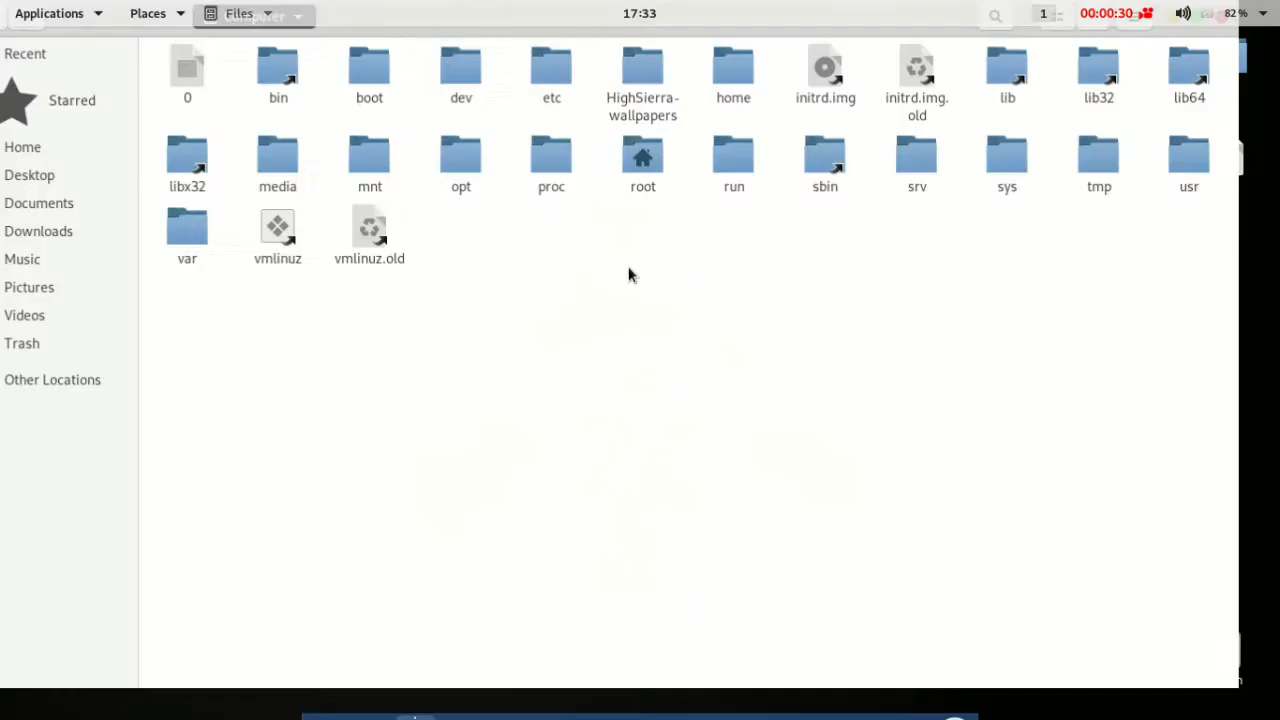 Applications Places Files 17:33 1 00:00:30 82%
Computer
Recent
Starred
Home
Desktop
Documents
Downloads
Music
Pictures
Videos
Trash
Other Locations
0 bin boot dev etc HighSierra- home initrd.img initrd.img. lib lib32 lib64
wallpapers old
libx32 media mnt opt proc root run sbin srv sys tmp usr
var vmlinuz vmlinuz.old